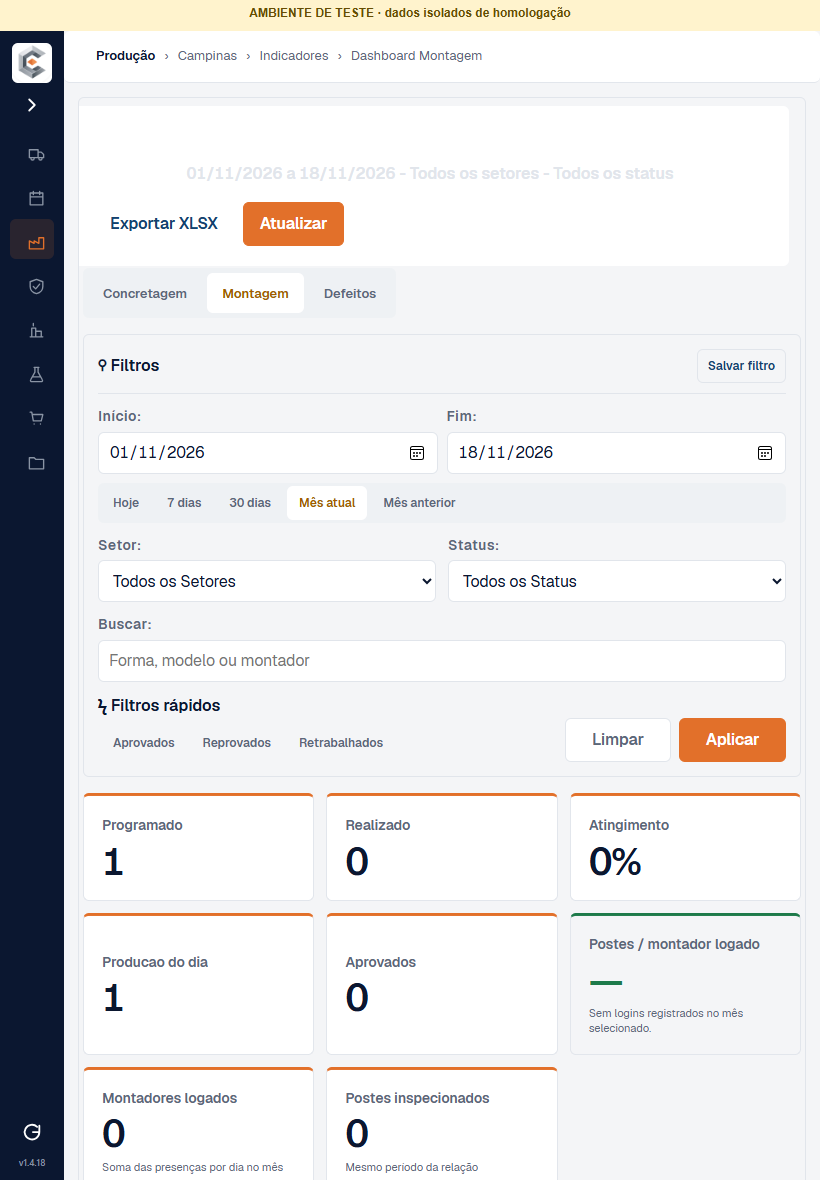 AMBIENTE DE TESTE · dados isolados de homologação
Produção › Campinas › Indicadores › Dashboard Montagem
01/11/2026 a 18/11/2026 - Todos os setores - Todos os status
Exportar XLSX Atualizar
Concretagem Montagem Defeitos
Filtros Salvar filtro
Início: Fim:
01/11/2026 18/11/2026
Hoje 7 dias 30 dias Mês atual Mês anterior
Setor: Status:
Todos os Setores Todos os Status
Buscar:
Forma, modelo ou montador
Filtros rápidos
Aprovados Reprovados Retrabalhados Limpar Aplicar
Programado Realizado Atingimento
1 0 0%
Producao do dia Aprovados Postes / montador logado
1 0 —
Sem logins registrados no mês
selecionado.
Montadores logados Postes inspecionados
0 0
Soma das presenças por dia no mês Mesmo período da relação
v1.4.18